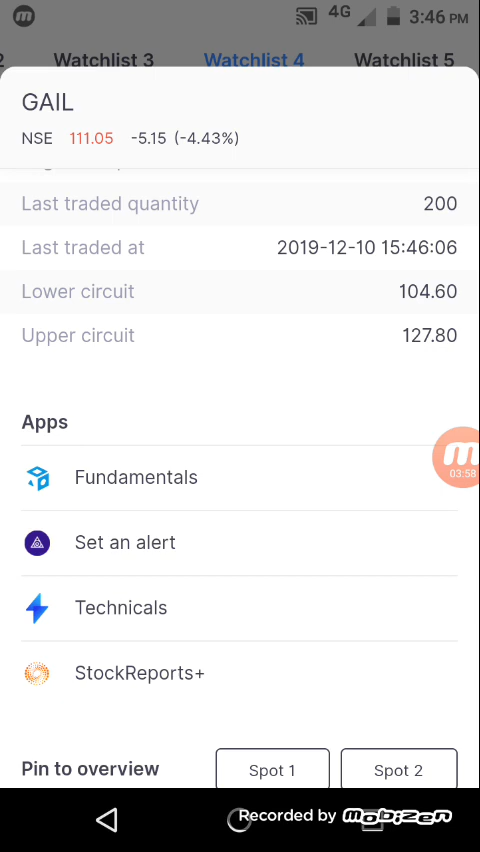 4G 3:46 PM
2 Watchlist 3 Watchlist 4 Watchlist 5
GAIL
NSE 111.05 -5.15 (-4.43%)
Last traded quantity 200
Last traded at 2019-12-10 15:46:06
Lower circuit 104.60
Upper circuit 127.80
Apps
03:58
Fundamentals
Set an alert
Technicals
StockReports+
Pin to overview Spot 1 Spot 2
Recorded by mobizen